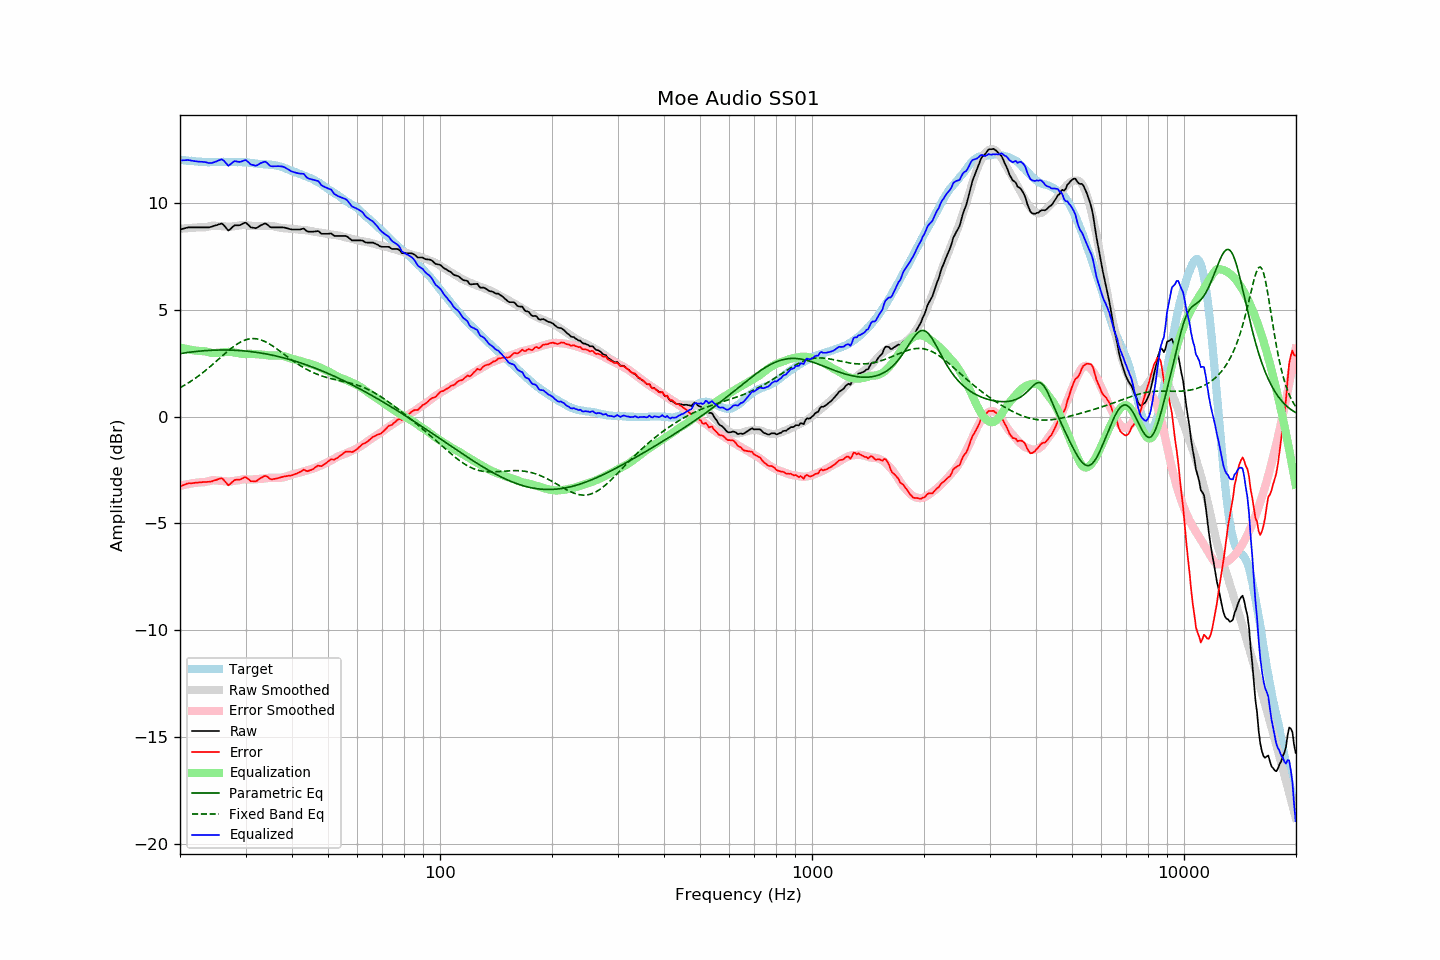 Moe Audio SS01
Amplitude (dBr)
10
5
0
−5
−10
−15
−20
Target
Raw Smoothed
Error Smoothed
Raw
Error
Equalization
Parametric Eq
Fixed Band Eq
Equalized
100
1000
10000
Frequency (Hz)